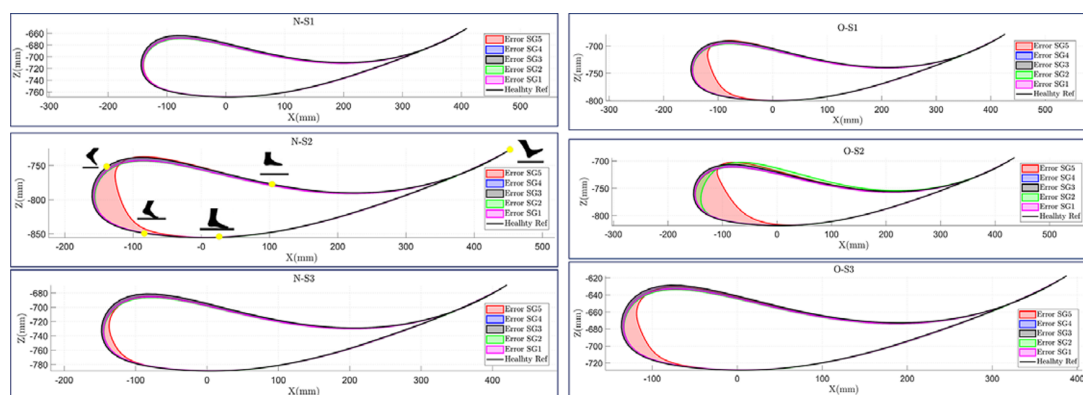 N-S1
Z(mm)
-660
-680
-700
-720
-740
-760
Error SG5
Error SG4
Error SG3
Error SG2
Error SG1
Healhty Ref
-300
-200
-100
0
100
200
300
400
500
X(mm)
N-S2
Z(mm)
-750
-800
-850
Error SG5
Error SG4
Error SG3
Error SG2
Error SG1
Healhty Ref
-200
-100
-0
100
200
300
400
500
X(mm)
N-S3
Z(mm)
-680
-700
-720
-740
-760
-780
Error SG5
Error SG4
Error SG3
Error SG2
Error SG1
Healhty Ref
-200
-100
0
100
200
300
400
X(mm)
O-S1
Z(mm)
-700
-750
-800
Error SG5
Error SG4
Error SG3
Error SG2
Error SG1
Healhty Ref
-300
-200
-100
0
100
200
300
400
500
X(mm)
O-S2
Z(mm)
-700
-750
-800
Error SG5
Error SG4
Error SG3
Error SG2
Error SG1
Healhty Ref
-300
-200
-100
0
100
200
300
400
500
X(mm)
O-S3
Z(mm)
-620
-640
-660
-680
-700
-720
Error SG5
Error SG4
Error SG3
Error SG2
Error SG1
Healhty Ref
-100
0
100
200
300
400
X(mm)